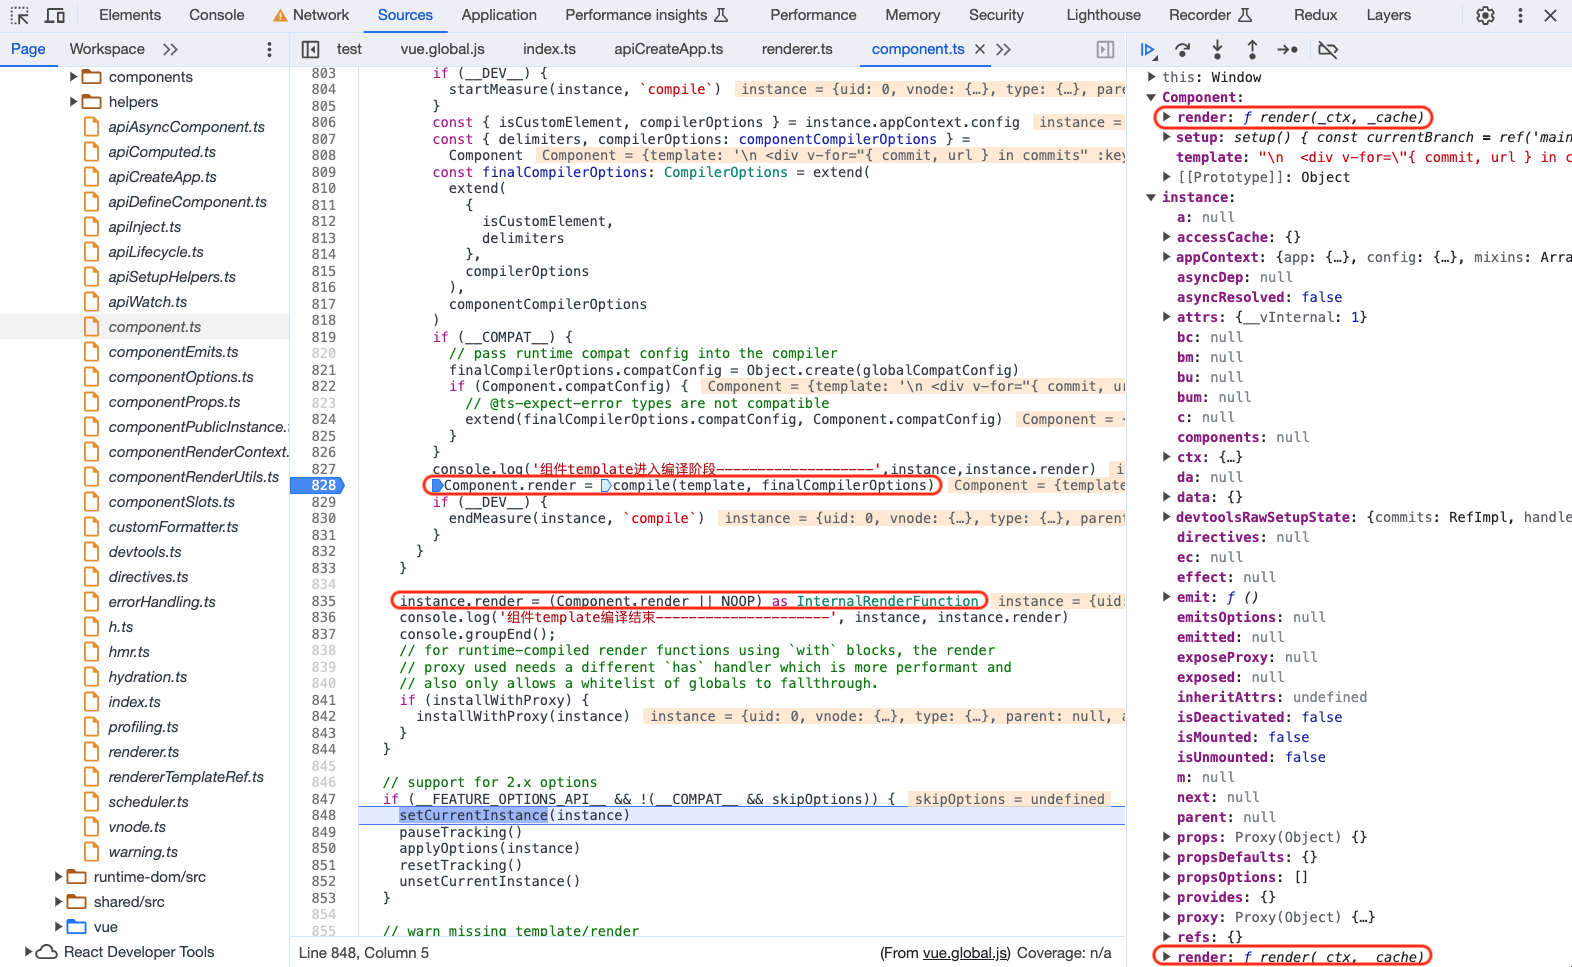 Elements Console Network Sources Application Performance insights Performance Memory Security Lighthouse Recorder Redux Layers
Page Workspace
test vue.global.js index.ts apiCreateApp.ts renderer.ts component.ts
components
helpers
apiAsyncComponent.ts
apiComputed.ts
apiCreateApp.ts
apiDefineComponent.ts
apiInject.ts
apiLifecycle.ts
apiSetupHelpers.ts
apiWatch.ts
component.ts
componentEmits.ts
componentOptions.ts
componentProps.ts
componentPublicInstance.
componentRenderContext.
componentRenderUtils.ts
componentSlots.ts
customFormatter.ts
devtools.ts
directives.ts
errorHandling.ts
h.ts
hmr.ts
hydration.ts
index.ts
profiling.ts
renderer.ts
rendererTemplateRef.ts
scheduler.ts
vnode.ts
warning.ts
runtime-dom/src
shared/src
vue
React Developer Tools
803 if (__DEV__) {
804 startMeasure(instance, `compile`) instance = {uid: 0, vnode: {…}, type: {…}, pare
805 }
806 const { isCustomElement, compilerOptions } = instance.appContext.config instance =
807 const { delimiters, compilerOptions: componentCompilerOptions } =
808 Component Component = {template: '\n <div v-for="{ commit, url } in commits" :key
809 const finalCompilerOptions: CompilerOptions = extend(
810 extend(
811 {
812 isCustomElement,
813 delimiters
814 },
815 compilerOptions
816 ),
817 componentCompilerOptions
818 )
819 if (__COMPAT__) {
820 // pass runtime compat config into the compiler
821 finalCompilerOptions.compatConfig = Object.create(globalCompatConfig)
822 if (Component.compatConfig) { Component = {template: '\n <div v-for="{ commit, ur
823 // @ts-expect-error types are not compatible
824 extend(finalCompilerOptions.compatConfig, Component.compatConfig) Component =
825 }
826 }
827 console.log('组件template进入编译阶段-------------------',instance,instance.render)
828 Component.render = compile(template, finalCompilerOptions) Component = {template
829 if (__DEV__) {
830 endMeasure(instance, `compile`) instance = {uid: 0, vnode: {…}, type: {…}, parent
831 }
832 }
833 }
834
835 instance.render = (Component.render || NOOP) as InternalRenderFunction instance = {uid:
836 console.log('组件template编译结束---------------------', instance, instance.render)
837 console.groupEnd();
838 // for runtime-compiled render functions using `with` blocks, the render
839 // proxy used needs a different `has` handler which is more performant and
840 // also only allows a whitelist of globals to fallthrough.
841 if (installWithProxy) {
842 installWithProxy(instance) instance = {uid: 0, vnode: {…}, type: {…}, parent: null, a
843 }
844 }
845
846 // support for 2.x options
847 if (__FEATURE_OPTIONS_API__ && !(__COMPAT__ && skipOptions)) { skipOptions = undefined
848 setCurrentInstance(instance)
849 pauseTracking()
850 applyOptions(instance)
851 resetTracking()
852 unsetCurrentInstance()
853 }
854
855 // warn missing template/render
Line 848, Column 5 (From vue.global.js) Coverage: n/a
this: Window
Component:
render: ƒ render(_ctx, _cache)
setup: setup() { const currentBranch = ref('main
template: "\n <div v-for=\"{ commit, url } in c
[[Prototype]]: Object
instance:
a: null
accessCache: {}
appContext: {app: {…}, config: {…}, mixins: Arra
asyncDep: null
asyncResolved: false
attrs: {__vInternal: 1}
bc: null
bm: null
bu: null
bum: null
c: null
components: null
ctx: {…}
da: null
data: {}
devtoolsRawSetupState: {commits: RefImpl, handle
directives: null
ec: null
effect: null
emit: ƒ ()
emitsOptions: null
emitted: null
exposeProxy: null
exposed: null
inheritAttrs: undefined
isDeactivated: false
isMounted: false
isUnmounted: false
m: null
next: null
parent: null
props: Proxy(Object) {}
propsDefaults: {}
propsOptions: []
provides: {}
proxy: Proxy(Object) {…}
refs: {}
render: ƒ render(_ctx, _cache)